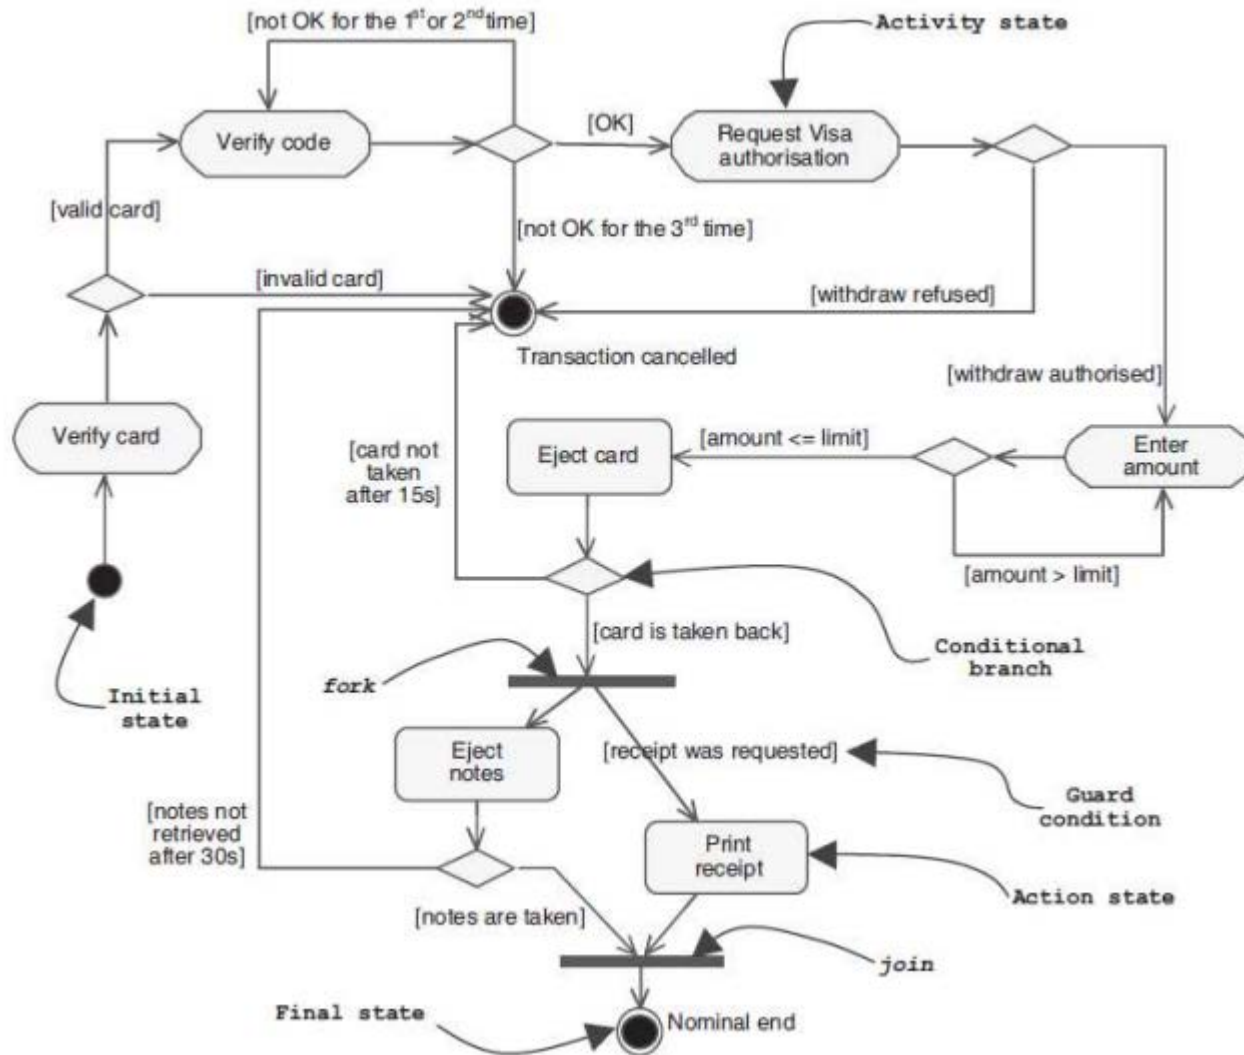 [not OK for the 1st or 2nd time]
Activity state
Verify code
[OK]
Request Visa
authorisation
[valid card]
[not OK for the 3rd time]
[invalid card]
[withdraw refused]
Transaction cancelled
[withdraw authorised]
Verify card
[card not
taken
after 15s]
Eject card
[amount <= limit]
Enter
amount
[amount > limit]
[card is taken back]
Conditional
branch
fork
Initial
state
Eject
notes
[receipt was requested]
Guard
condition
[notes not
retrieved
after 30s]
Print
receipt
Action state
[notes are taken]
join
Final state
Nominal end